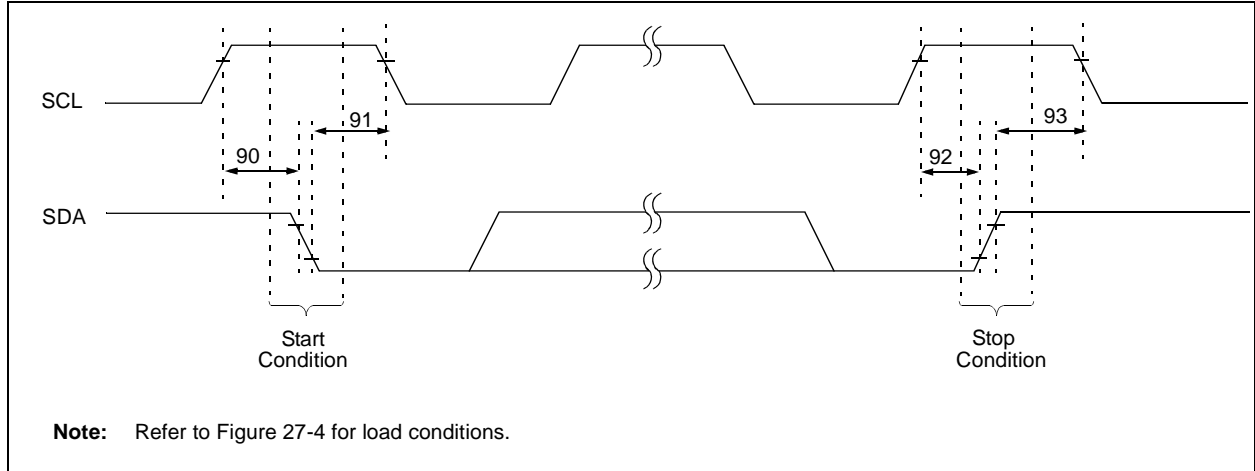 SCL
91
93
90
92
SDA
Start
Condition
Stop
Condition
Note: Refer to Figure 27-4 for load conditions.